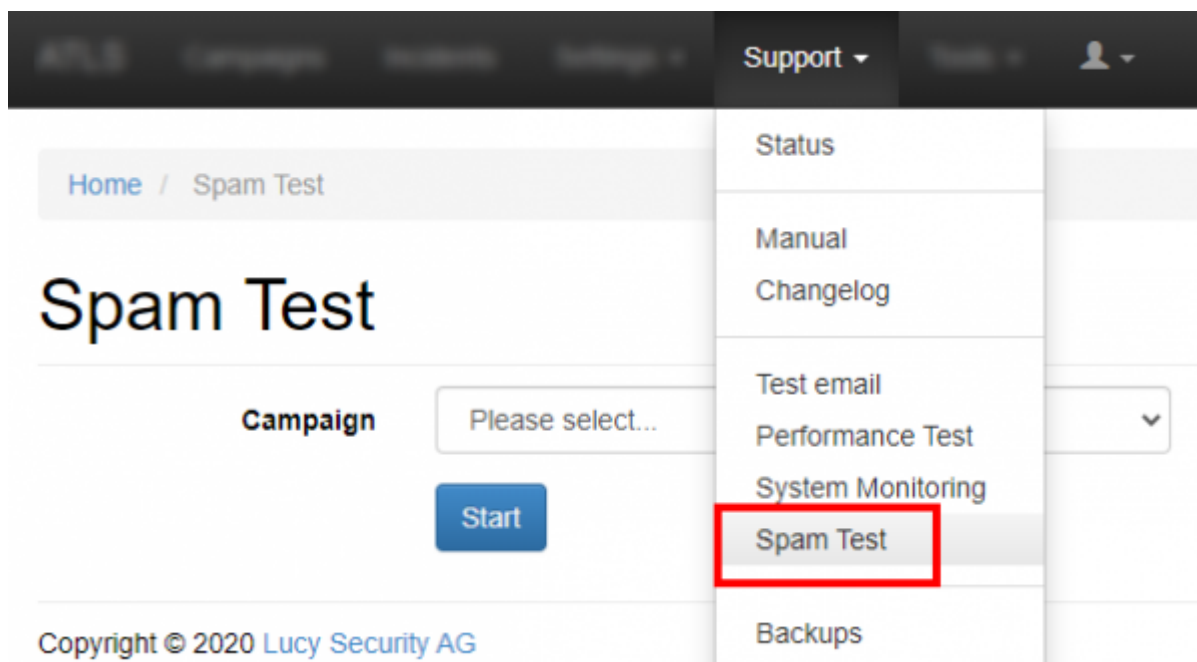 Support
Home / Spam Test
Spam Test
Campaign
Please select...
Start
Copyright © 2020 Lucy Security AG
Status
Manual
Changelog
Test email
Performance Test
System Monitoring
Spam Test
Backups